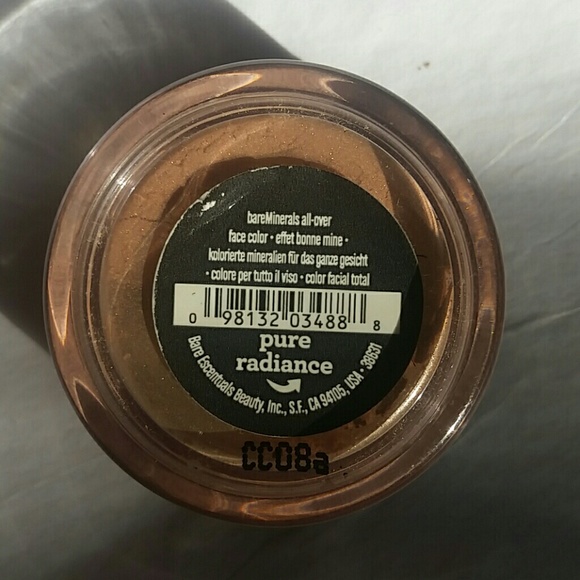 bareMinerals all-over
face color • effet bonne mine •
kolorierte mineralien für das ganze gesicht
• colore per tutto il viso • color facial total
0 98132 03488 8
pure
radiance
Bare Escentuals Beauty, Inc., S.F., CA 94105, USA • 38631
CC08a